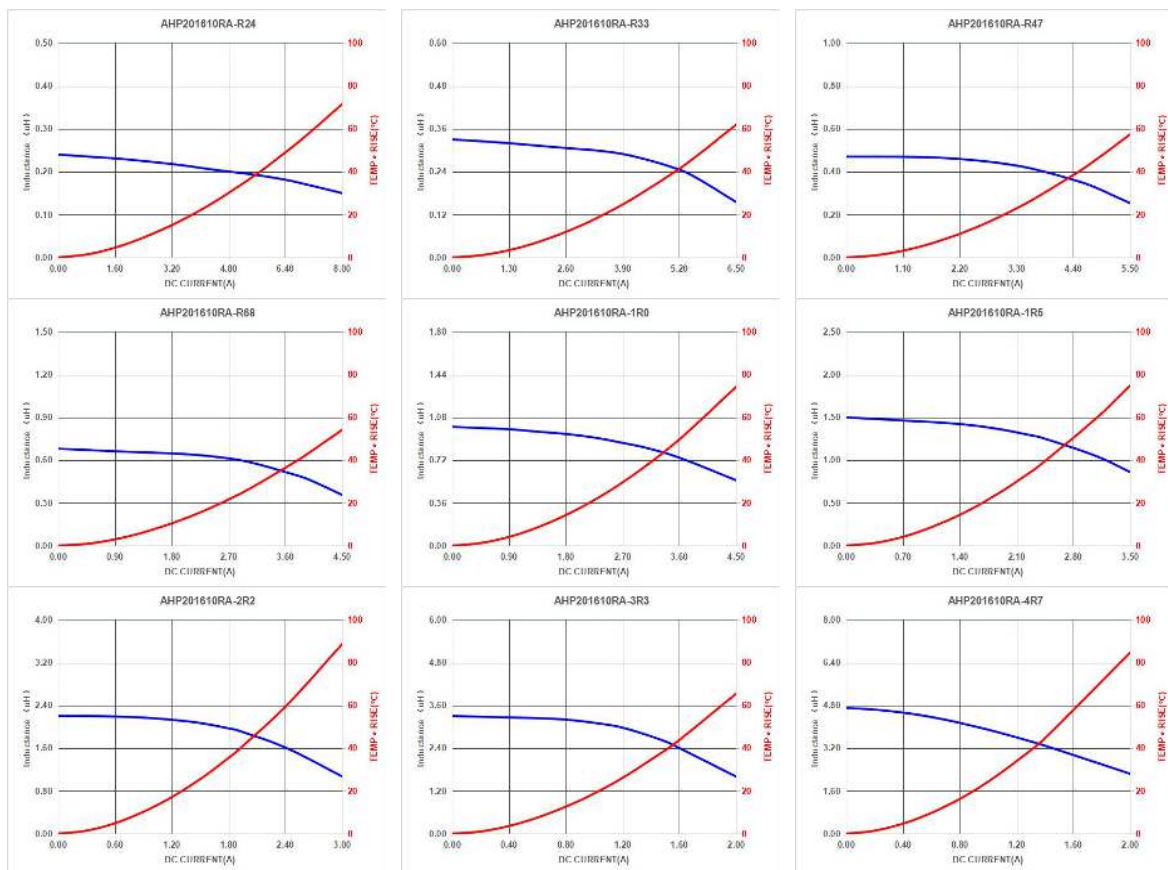 AHP201610RA-R24
0.50 100
0.40 80
0.30 60
0.20 40
0.10 20
0.00 0
Inductance（uH）
TEMP. RISE(ºC)
0.00 1.60 3.20 4.00 6.40 8.00
DC CURRENT(A)
AHP201610RA-R33
0.60 100
0.48 80
0.36 60
0.24 40
0.12 20
0.00 0
Inductance（uH）
TEMP. RISE(ºC)
0.00 1.30 2.60 3.90 5.20 6.50
DC CURRENT(A)
AHP201610RA-R47
1.00 100
0.80 80
0.60 60
0.40 40
0.20 20
0.00 0
Inductance（uH）
TEMP. RISE(ºC)
0.00 1.10 2.20 3.30 4.40 5.50
DC CURRENT(A)
AHP201610RA-R68
1.50 100
1.20 80
0.90 60
0.60 40
0.30 20
0.00 0
Inductance（uH）
TEMP. RISE(ºC)
0.00 0.90 1.80 2.70 3.60 4.50
DC CURRENT(A)
AHP201610RA-1R0
1.80 100
1.44 80
1.08 60
0.72 40
0.36 20
0.00 0
Inductance（uH）
TEMP. RISE(ºC)
0.00 0.90 1.80 2.70 3.60 4.50
DC CURRENT(A)
AHP201610RA-1R5
2.50 100
2.00 80
1.50 60
1.00 40
0.50 20
0.00 0
Inductance（uH）
TEMP. RISE(ºC)
0.00 0.70 1.40 2.10 2.80 3.50
DC CURRENT(A)
AHP201610RA-2R2
4.00 100
3.20 80
2.40 60
1.60 40
0.80 20
0.00 0
Inductance（uH）
TEMP. RISE(ºC)
0.00 0.60 1.20 1.80 2.40 3.00
DC CURRENT(A)
AHP201610RA-3R3
6.00 100
4.80 80
3.60 60
2.40 40
1.20 20
0.00 0
Inductance（uH）
TEMP. RISE(ºC)
0.00 0.40 0.80 1.20 1.60 2.00
DC CURRENT(A)
AHP201610RA-4R7
8.00 100
6.40 80
4.80 60
3.20 40
1.60 20
0.00 0
Inductance（uH）
TEMP. RISE(ºC)
0.00 0.40 0.80 1.20 1.60 2.00
DC CURRENT(A)